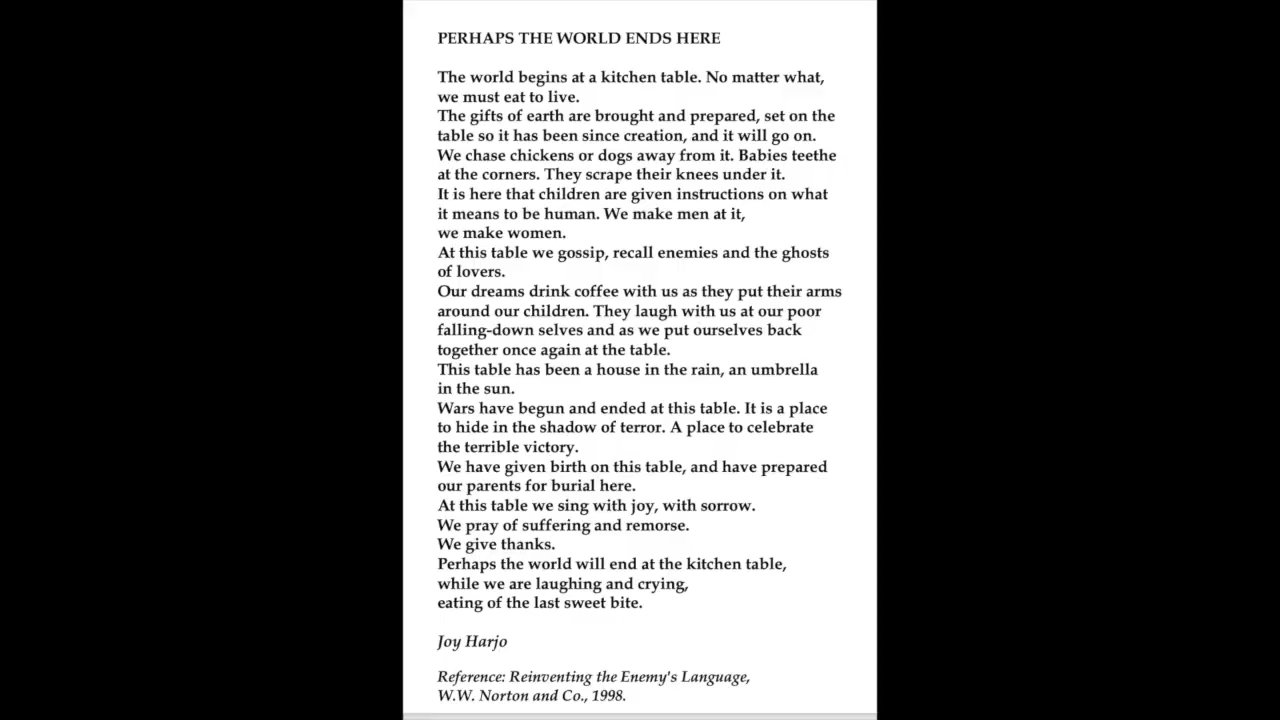 PERHAPS THE WORLD ENDS HERE
The world begins at a kitchen table. No matter what,
we must eat to live.
The gifts of earth are brought and prepared, set on the
table so it has been since creation, and it will go on.
We chase chickens or dogs away from it. Babies teethe
at the corners. They scrape their knees under it.
It is here that children are given instructions on what
it means to be human. We make men at it,
we make women.
At this table we gossip, recall enemies and the ghosts
of lovers.
Our dreams drink coffee with us as they put their arms
around our children. They laugh with us at our poor
falling-down selves and as we put ourselves back
together once again at the table.
This table has been a house in the rain, an umbrella
in the sun.
Wars have begun and ended at this table. It is a place
to hide in the shadow of terror. A place to celebrate
the terrible victory.
We have given birth on this table, and have prepared
our parents for burial here.
At this table we sing with joy, with sorrow.
We pray of suffering and remorse.
We give thanks.
Perhaps the world will end at the kitchen table,
while we are laughing and crying,
eating of the last sweet bite.
Joy Harjo
Reference: Reinventing the Enemy's Language,
W.W. Norton and Co., 1998.